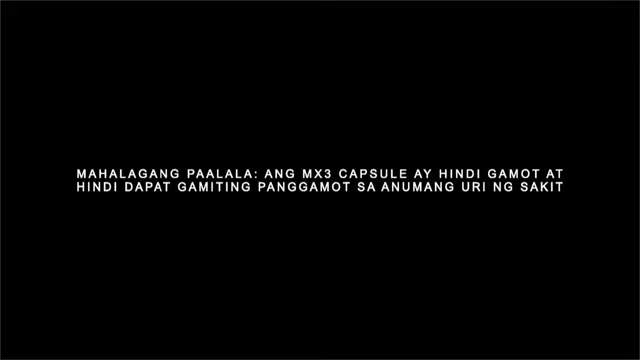 MAHALAGANG PAALALA: ANG MX3 CAPSULE AY HINDI GAMOT AT
HINDI DAPAT GAMITING PANGGAMOT SA ANUMANG URI NG SAKIT